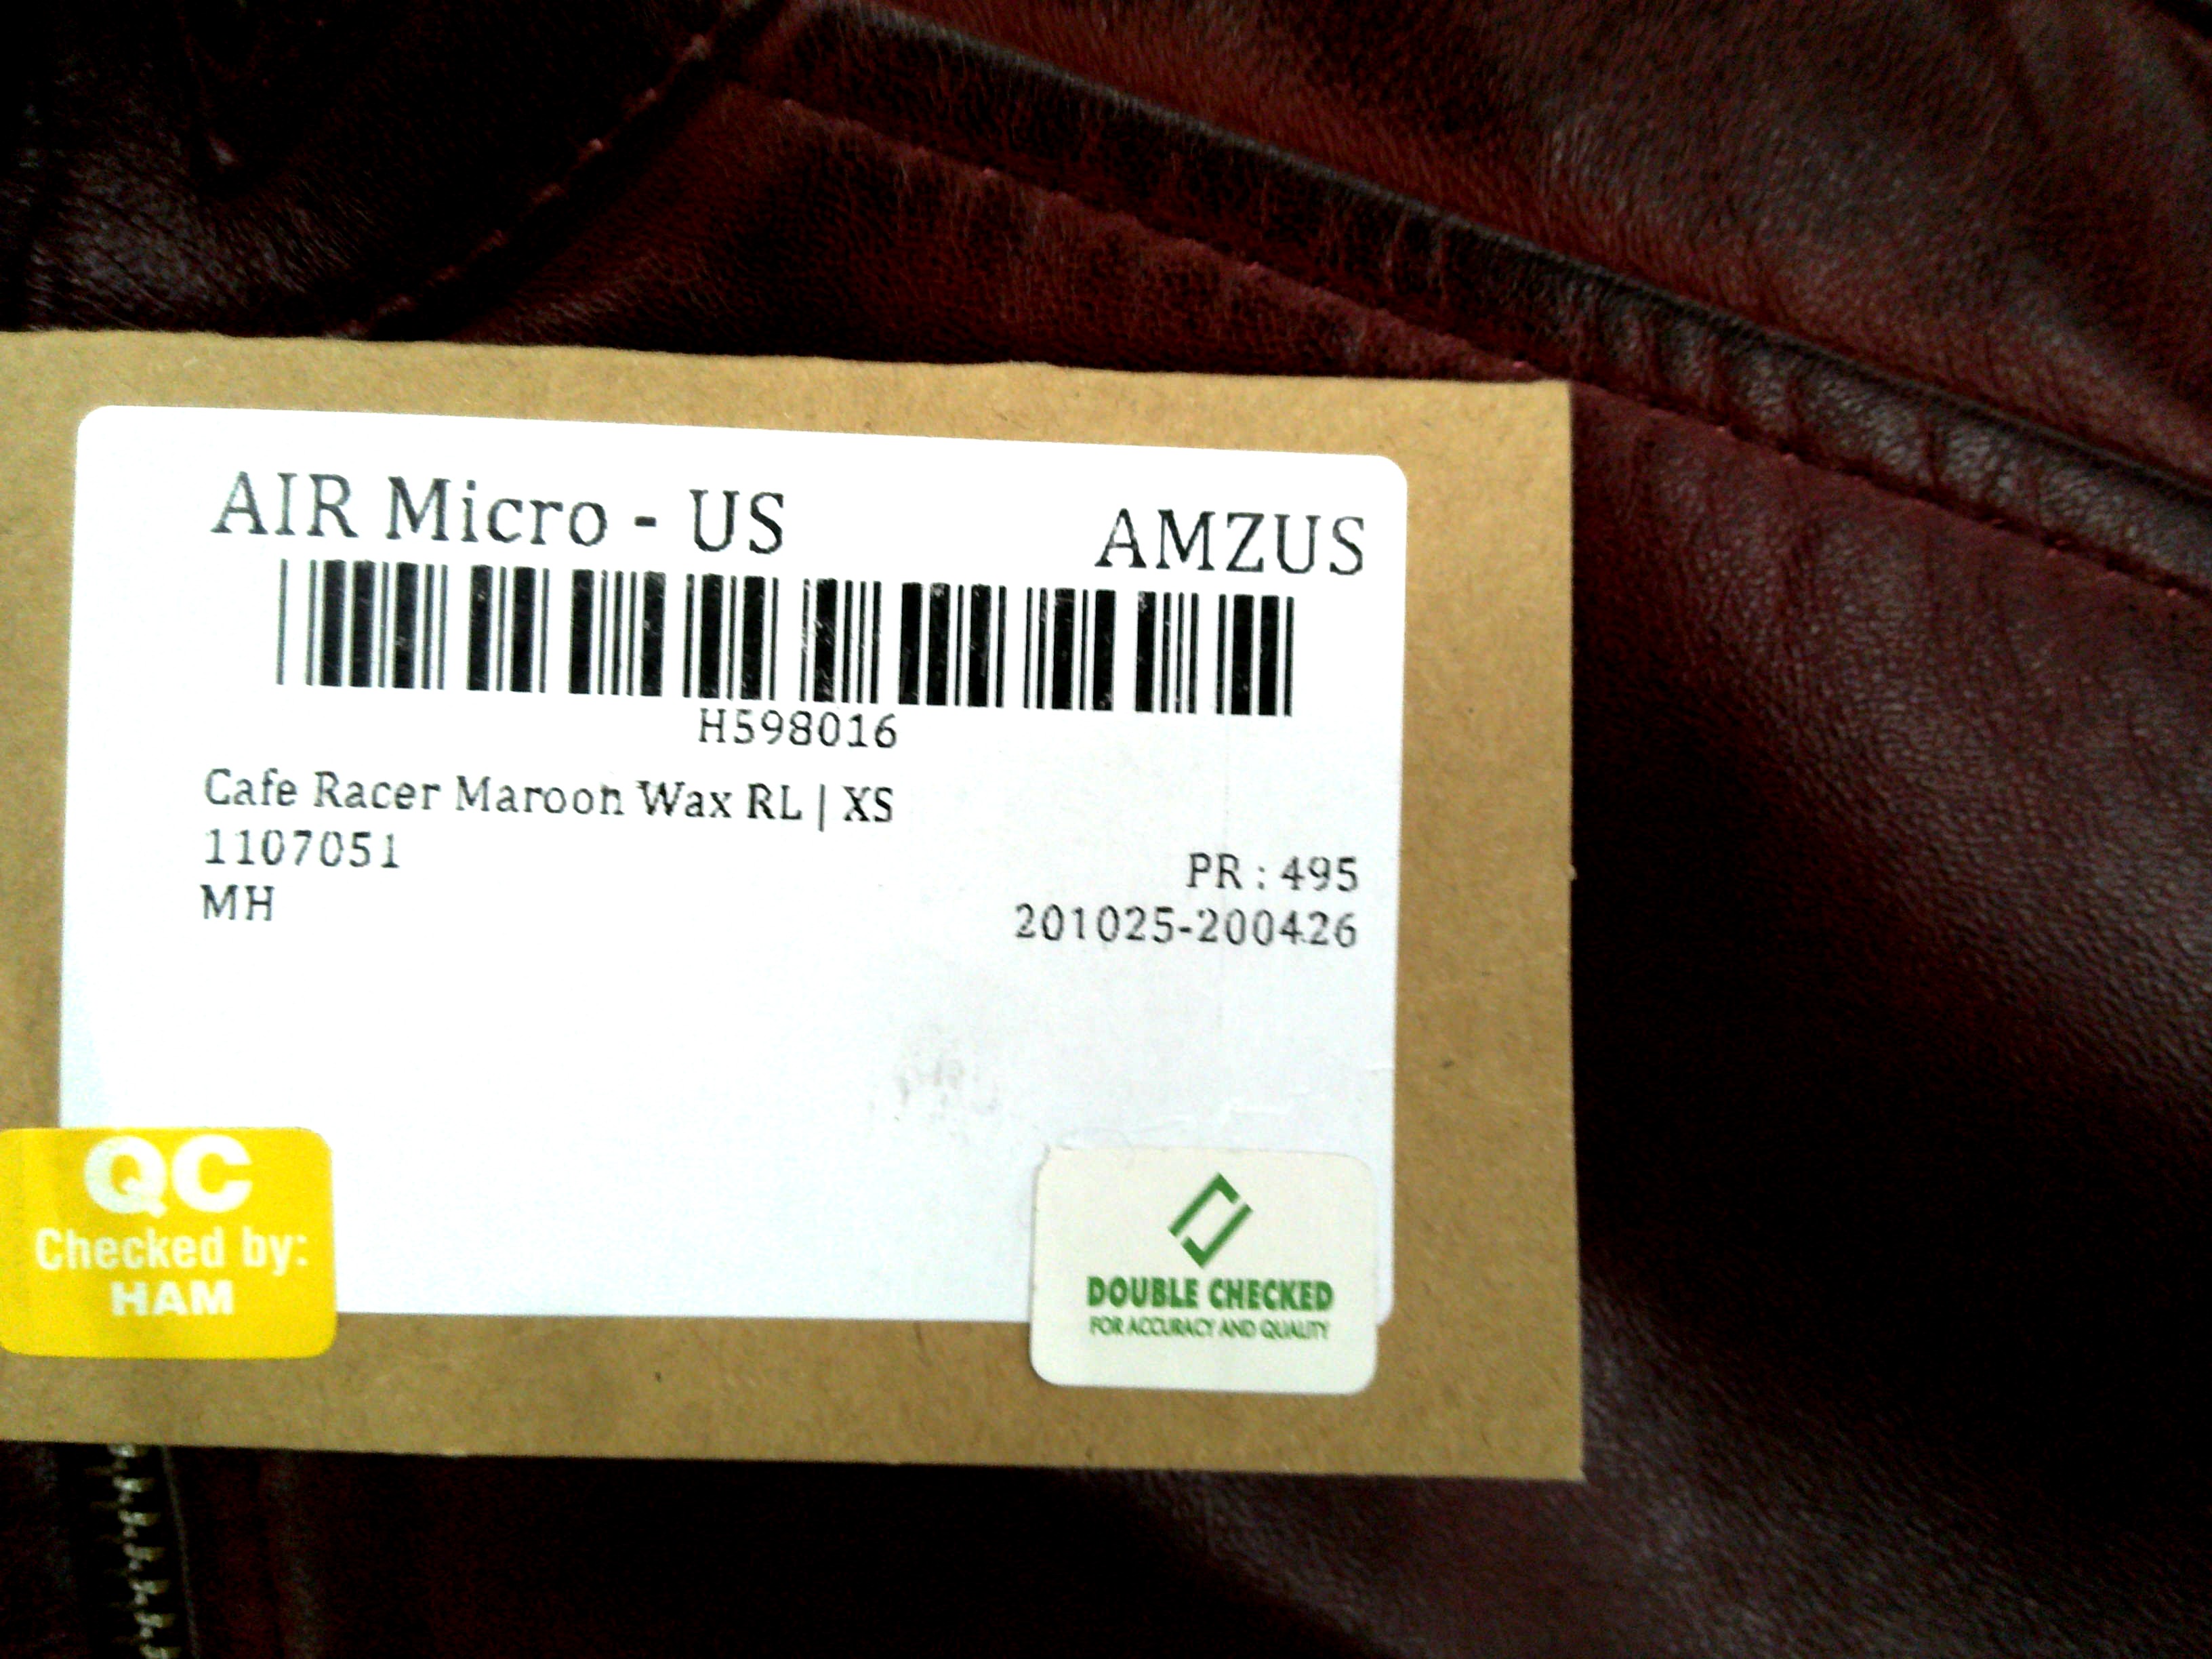 AIR Micro - US AMZUS
H598016
Cafe Racer Maroon Wax RL | XS
1107051
PR : 495
MH
201025-200426
QC
Checked by:
HAM
DOUBLE CHECKED
FOR ACCURACY AND QUALITY